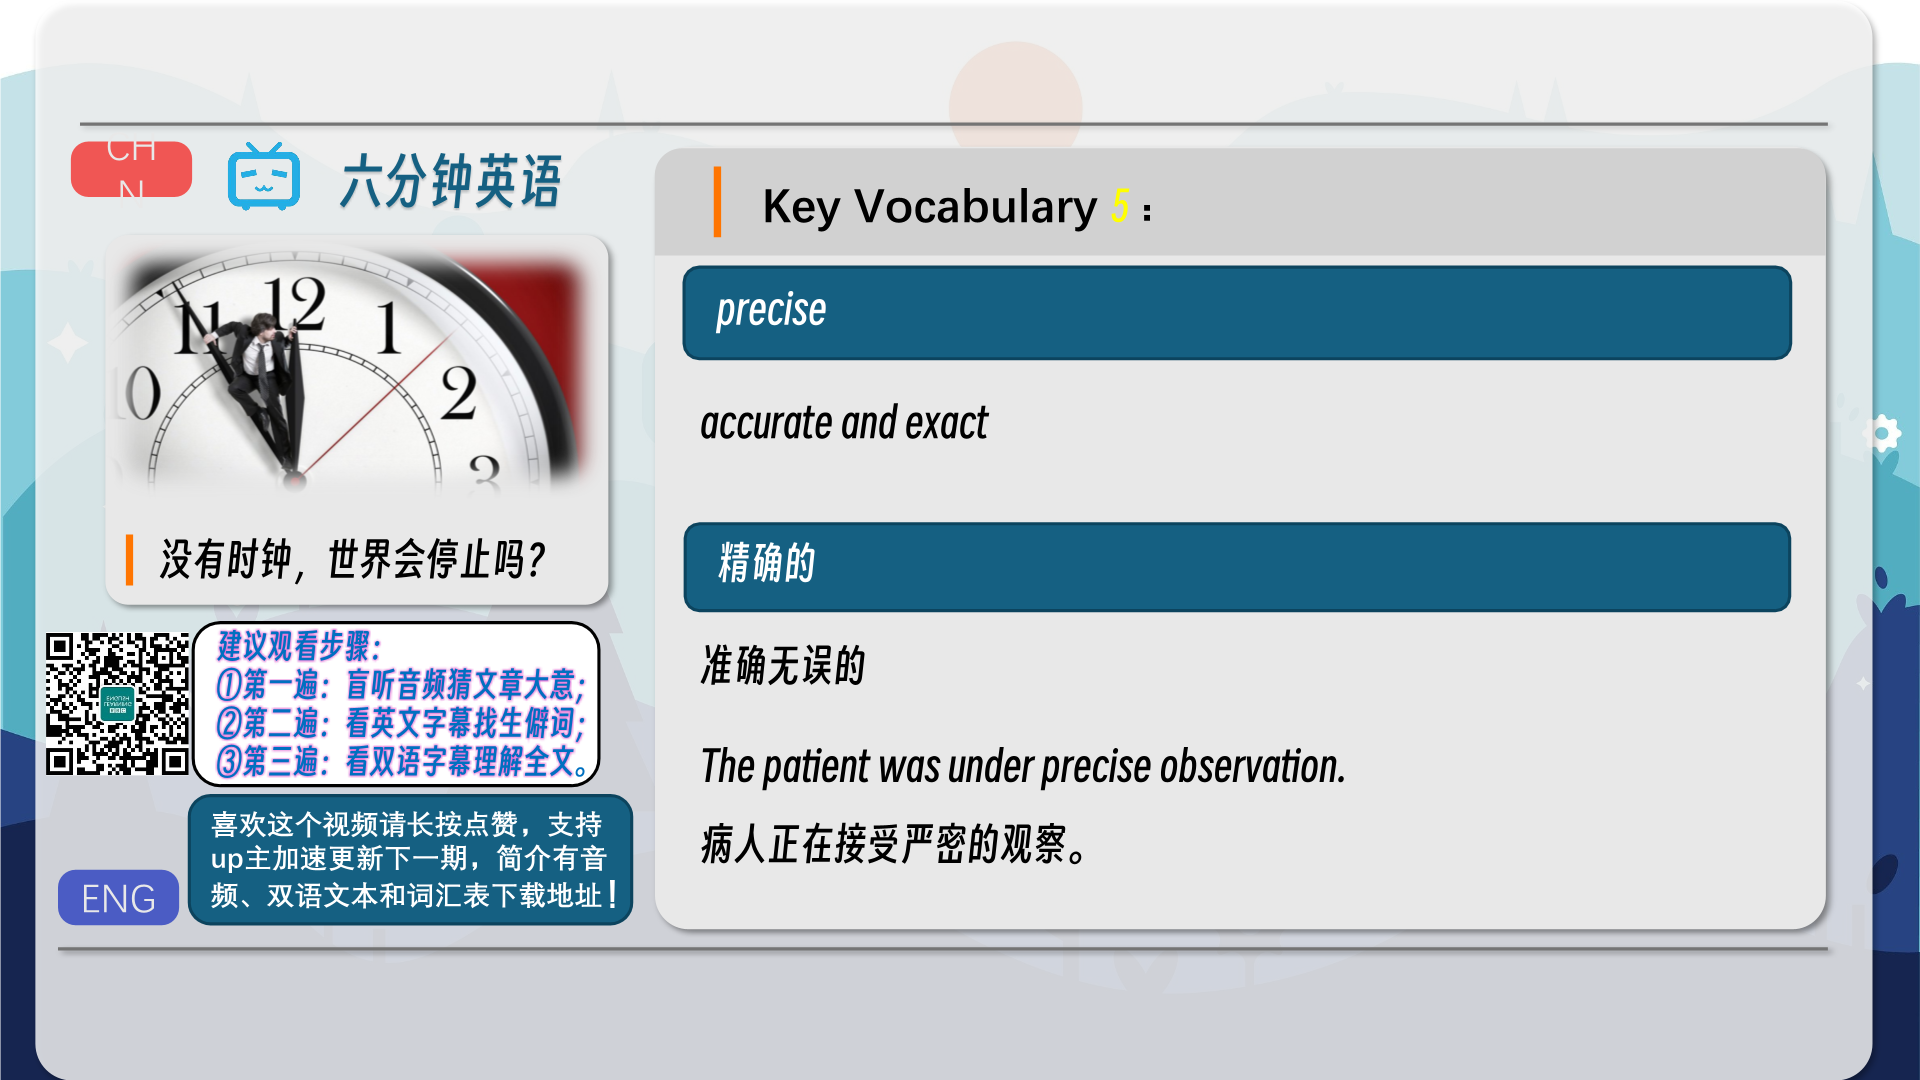 CH
N
六分钟英语
12
11
1
10
2
3
没有时钟，世界会停止吗？
建议观看步骤：
①第一遍：盲听音频猜文章大意；
②第二遍：看英文字幕找生僻词；
③第三遍：看双语字幕理解全文。
喜欢这个视频请长按点赞，支持
up主加速更新下一期，简介有音
频、双语文本和词汇表下载地址！
ENG
Key Vocabulary 5：
precise
accurate and exact
精确的
准确无误的
The patient was under precise observation.
病人正在接受严密的观察。